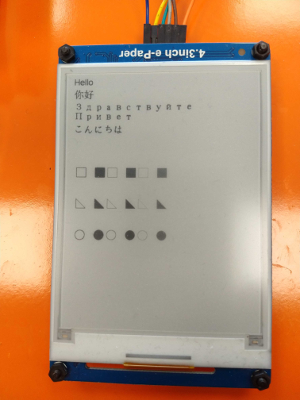 4.3inch e-Paper
Hello
你好
Здравствуйте
Привет
こんにちは